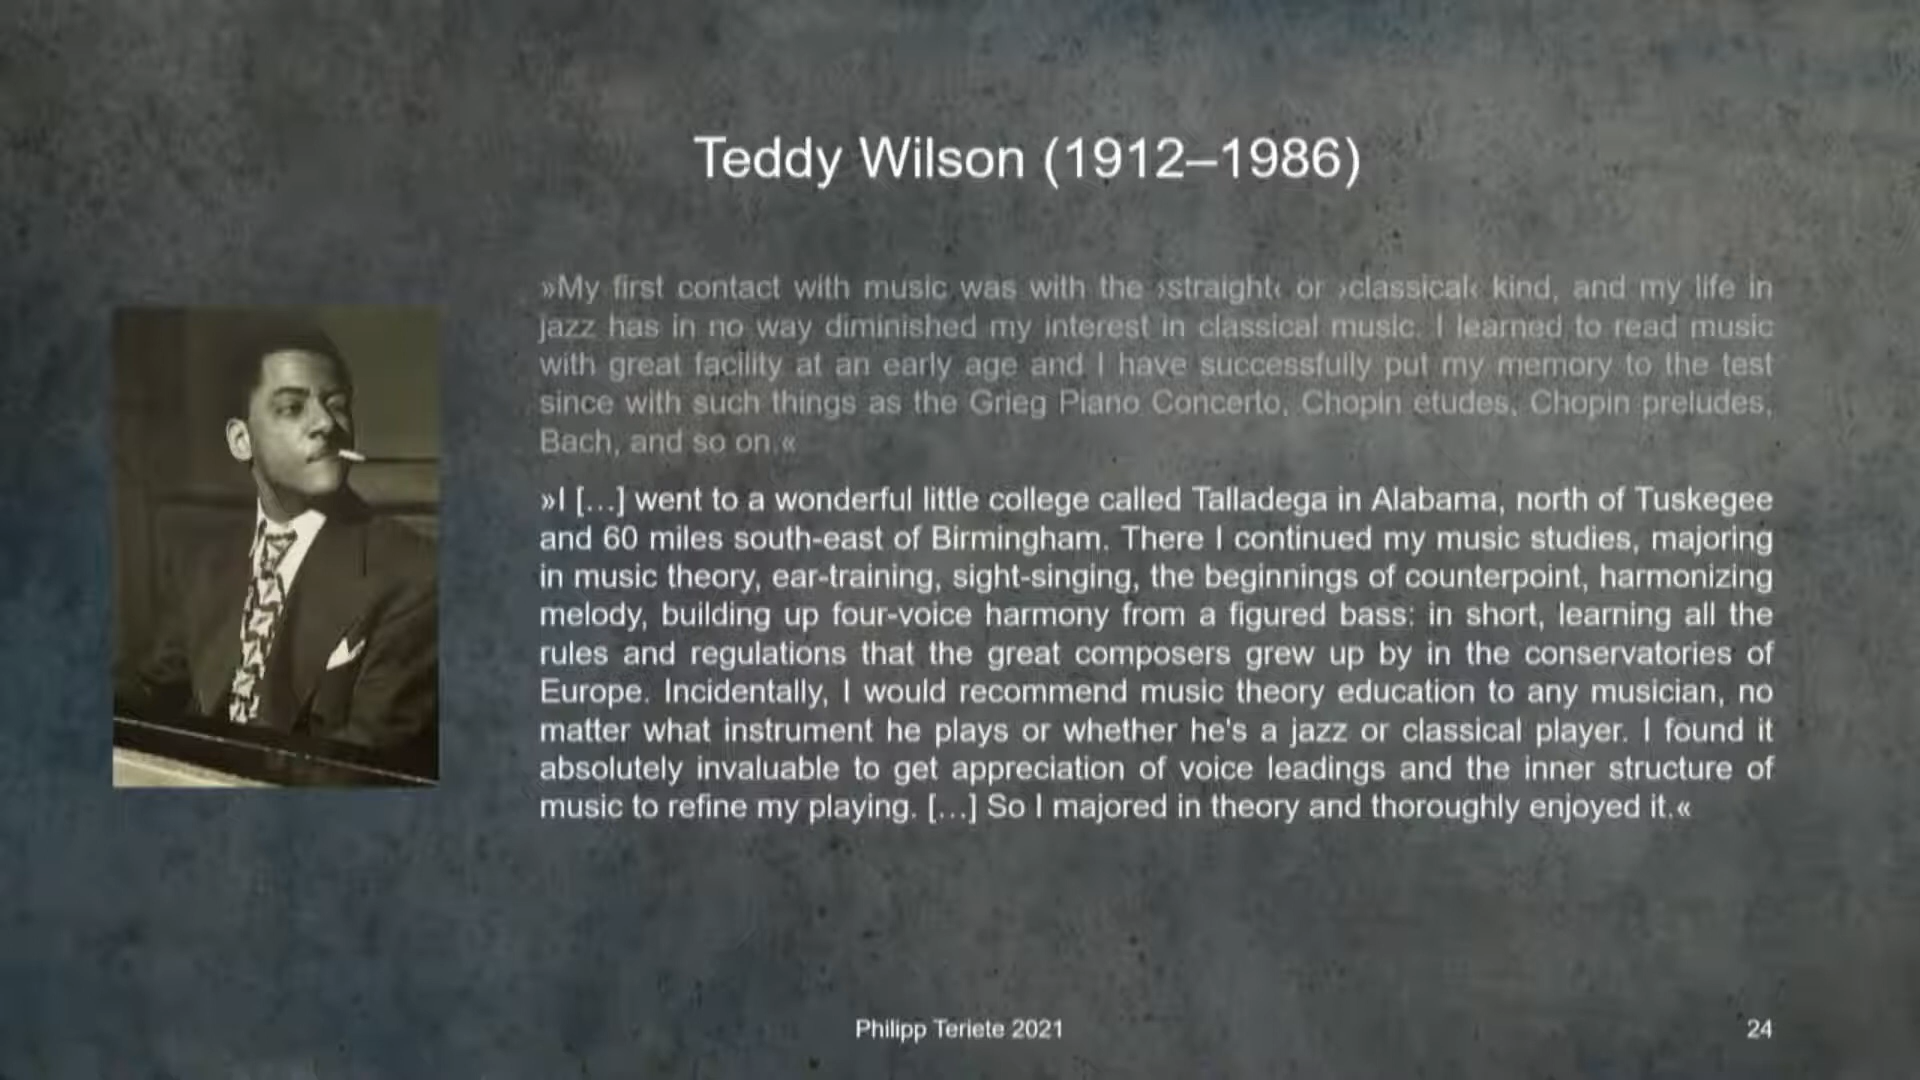 Teddy Wilson (1912–1986)
»My first contact with music was with the ›straight‹ or ›classical‹ kind, and my life in
jazz has in no way diminished my interest in classical music. I learned to read music
with great facility at an early age and I have successfully put my memory to the test
since with such things as the Grieg Piano Concerto, Chopin etudes, Chopin preludes,
Bach, and so on.«
»I […] went to a wonderful little college called Talladega in Alabama, north of Tuskegee
and 60 miles south-east of Birmingham. There I continued my music studies, majoring
in music theory, ear-training, sight-singing, the beginnings of counterpoint, harmonizing
melody, building up four-voice harmony from a figured bass: in short, learning all the
rules and regulations that the great composers grew up by in the conservatories of
Europe. Incidentally, I would recommend music theory education to any musician, no
matter what instrument he plays or whether he's a jazz or classical player. I found it
absolutely invaluable to get appreciation of voice leadings and the inner structure of
music to refine my playing. […] So I majored in theory and thoroughly enjoyed it.«
Philipp Teriete 2021
24